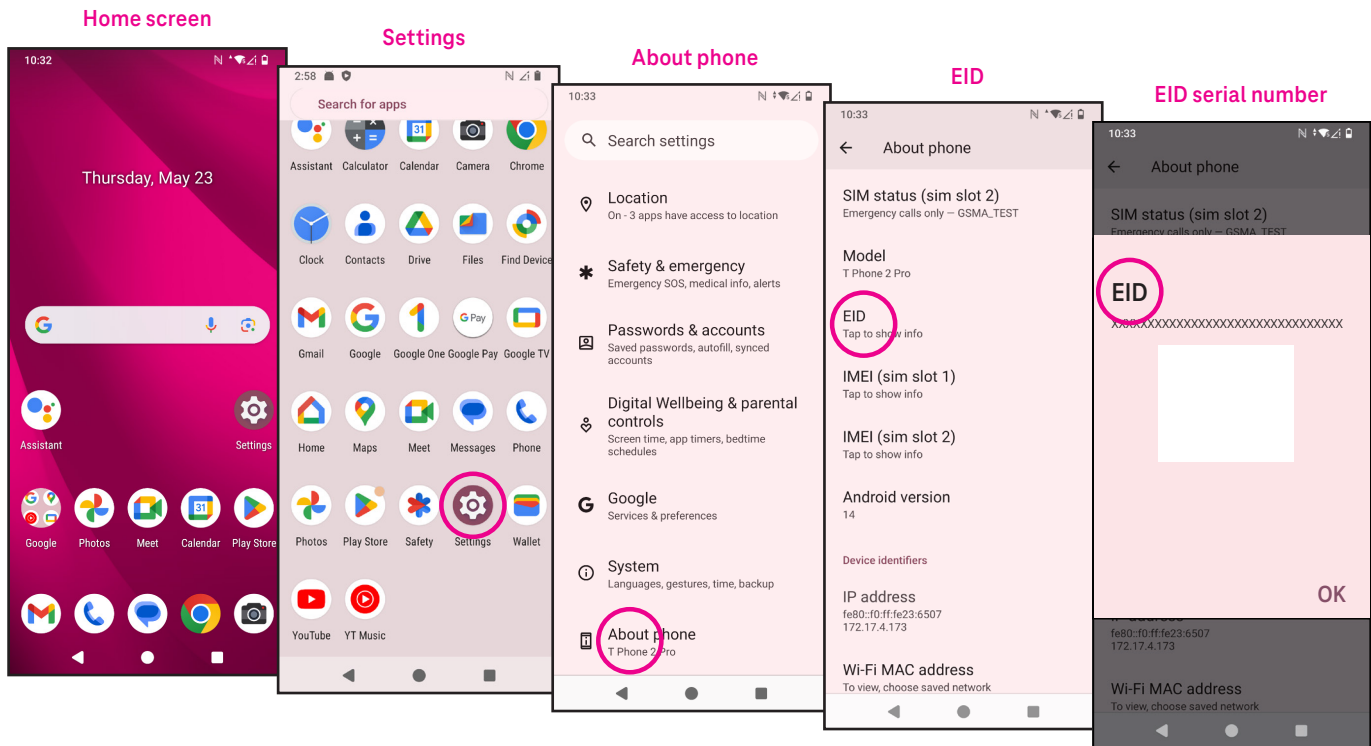 Home screen
10:32
Thursday, May 23
G
Assistant
Settings
31
Google
Photos
Meet
Calendar
Play Store
Settings
2:58
Search for apps
31
Assistant
Calculator
Calendar
Camera
Chrome
Clock
Contacts
Drive
Files
Find Device
G Pay
Gmail
Google
Google One
Google Pay
Google TV
Home
Maps
Meet
Messages
Phone
Photos
Play Store
Safety
Settings
Wallet
YouTube
YT Music
About phone
10:33
Search settings
Location
On - 3 apps have access to location
Safety & emergency
Emergency SOS, medical info, alerts
Passwords & accounts
Saved passwords, autofill, synced
accounts
Digital Wellbeing & parental
controls
Screen time, app timers, bedtime
schedules
Google
Services & preferences
System
Languages, gestures, time, backup
About phone
T Phone 2 Pro
EID
10:33
About phone
SIM status (sim slot 2)
Emergency calls only – GSMA_TEST
Model
T Phone 2 Pro
EID
Tap to show info
IMEI (sim slot 1)
Tap to show info
IMEI (sim slot 2)
Tap to show info
Android version
14
Device identifiers
IP address
fe80::f0:ff:fe23:6507
172.17.4.173
Wi-Fi MAC address
To view, choose saved network
EID serial number
10:33
About phone
SIM status (sim slot 2)
Emergency calls only – GSMA_TEST
EID
XXXXXXXXXXXXXXXXXXXXXXXXXXXXXXXX
OK
fe80::f0:ff:fe23:6507
172.17.4.173
Wi-Fi MAC address
To view, choose saved network